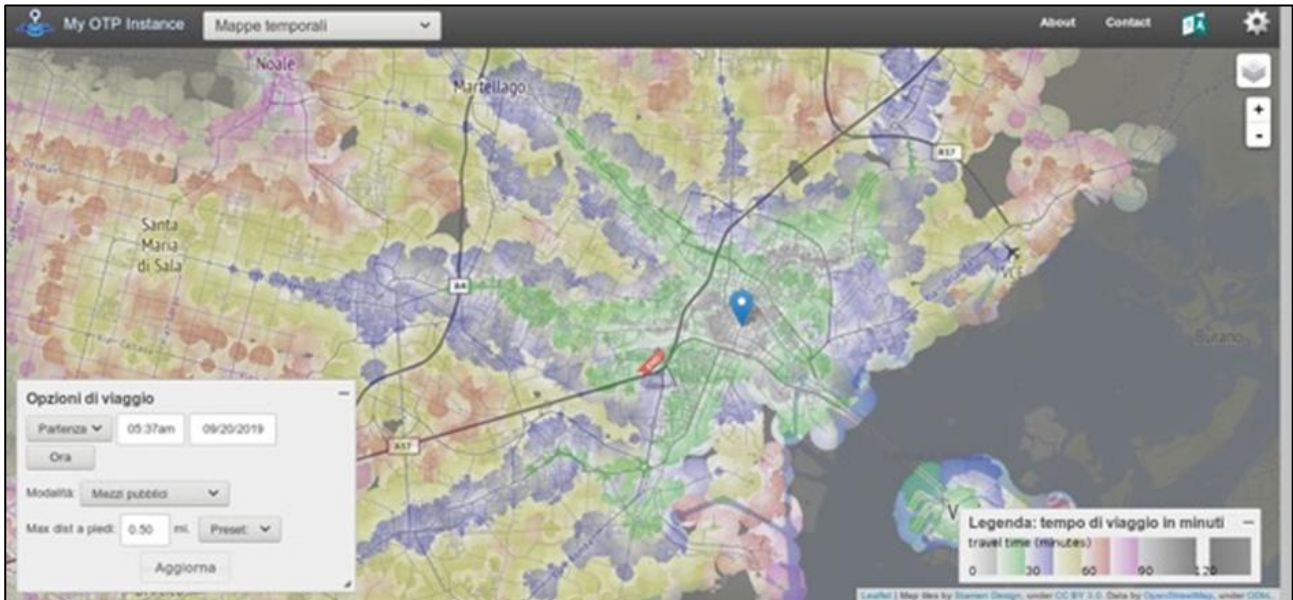 My OTP Instance
Mappe temporali
About
Contact
Noale
Martellago
+
-
A57
Santa
Maria
di Sala
VCE
A4
Burano
Opzioni di viaggio
Partenza
05:37am
09/20/2019
Ora
A57
Modalità:
Mezzi pubblici
Max dist a piedi:
0.50
mi.
Preset:
Aggiorna
V
Legenda: tempo di viaggio in minuti
travel time (minutes)
0 30 60 90 120
Leaflet | Map tiles by Stamen Design, under CC BY 3.0. Data by OpenStreetMap, under ODbL.